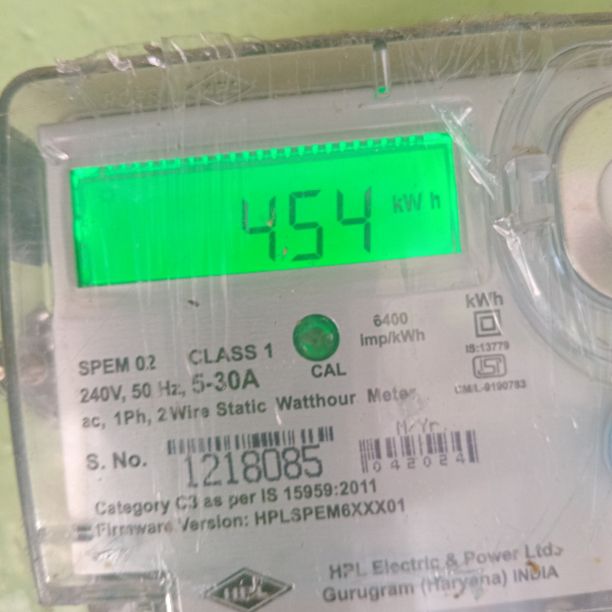 454 kWh
kWh
6400
Imp/kWh
IS:13779
CAL
SPEM 02 CLASS 1
240V, 50 Hz, 5-30A
ac, 1Ph, 2 Wire Static Watthour Meter
CM/L-9190783
M/Yr.
S. No. 1218085
042024
Category C3 as per IS 15959:2011
Firmware Version: HPLSPEM6XXX01
HPL
HPL Electric & Power Ltd.
Gurugram (Haryana) INDIA